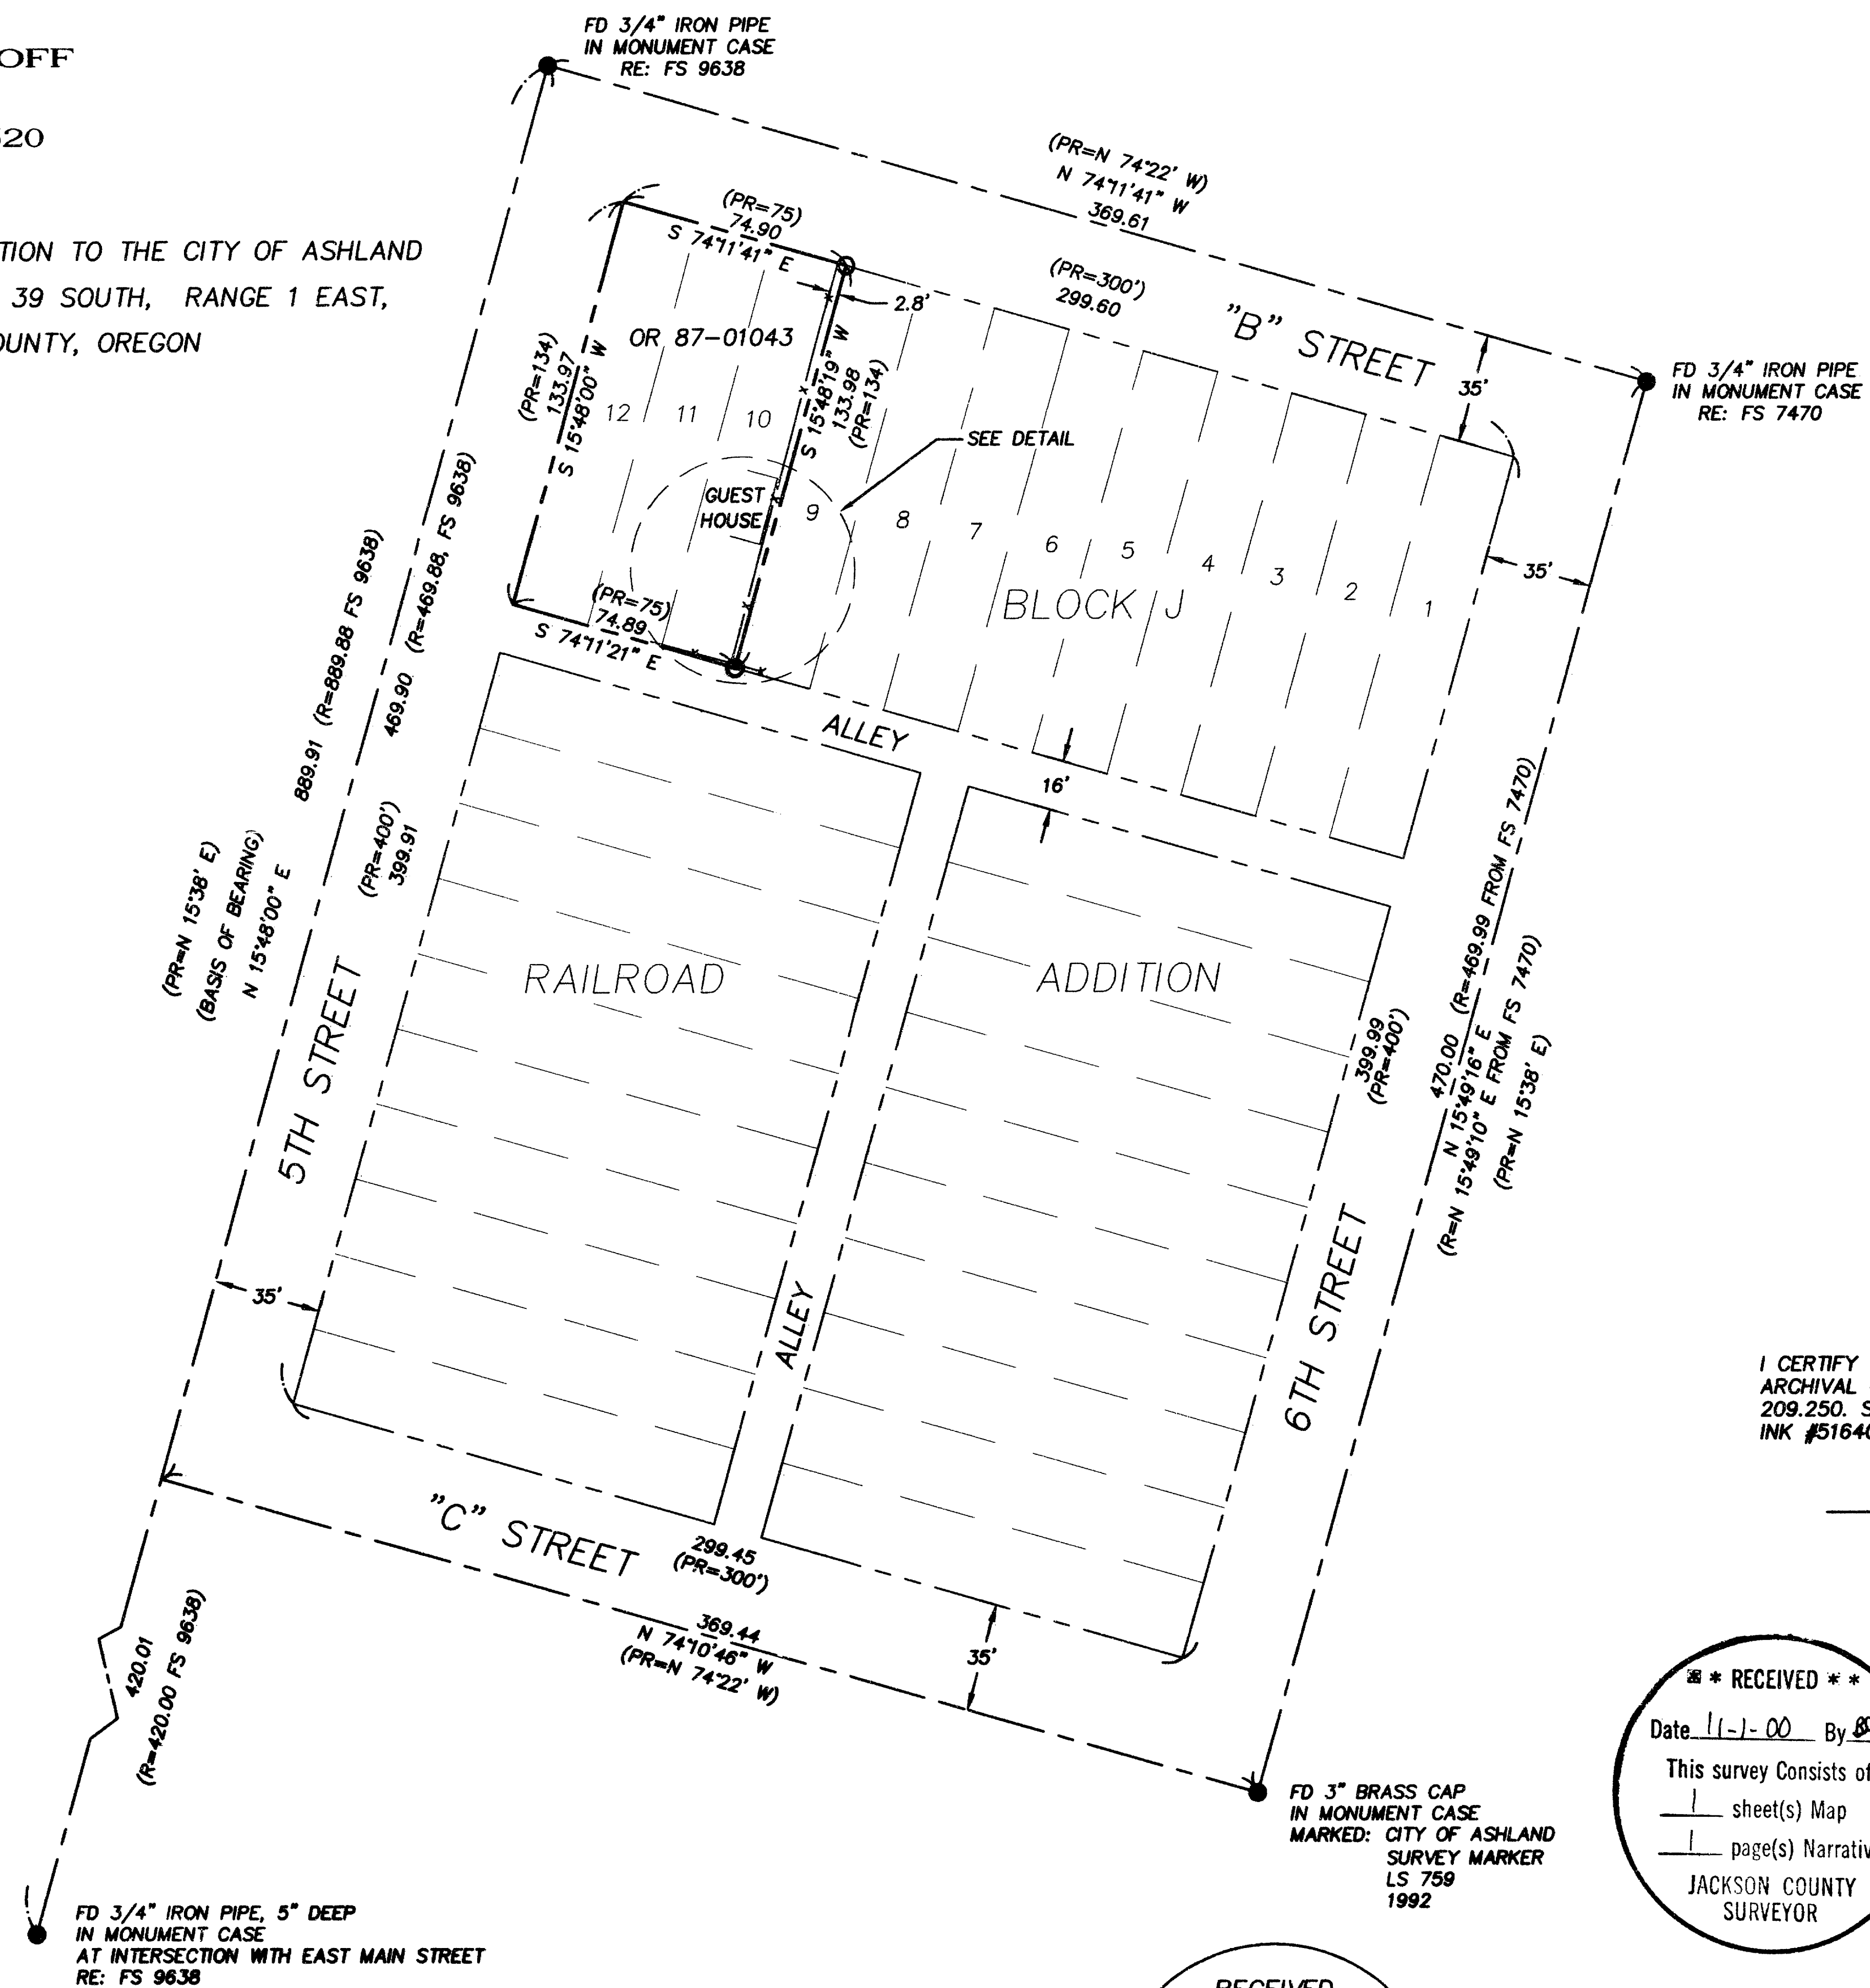 OFF
520
TION TO THE CITY OF ASHLAND
39 SOUTH, RANGE 1 EAST,
OUNTY, OREGON
FD 3/4" IRON PIPE
IN MONUMENT CASE
RE: FS 9638
(PR=N 74°22' W)
N 74°11'41" W
369.61
(PR=75)
74.90
S 74°11'41" E
(PR=300')
299.60
"B" STREET
35'
FD 3/4" IRON PIPE
IN MONUMENT CASE
RE: FS 7470
2.8'
OR 87-01043
(PR=134)
133.97
S 15°48'00" W
S 15°48'19" W
133.98
(PR=134)
12
11
10
SEE DETAIL
GUEST
HOUSE
9
8
7
6
5
4
3
2
1
35'
BLOCK J
(PR=75)
74.89
S 74°11'21" E
889.91 (R=889.88 FS 9638)
469.90 (R=469.88, FS 9638)
ALLEY
16'
(PR=400')
399.91
(PR=N 15°38' E)
(BASIS OF BEARING)
N 15°48'00" E
RAILROAD
ADDITION
5TH STREET
399.99
(PR=400')
470.00 (R=469.99 FROM FS 7470)
N 15°49'16" E
(R=N 15°49'10" E FROM FS 7470)
(PR=N 15°38' E)
35'
ALLEY
6TH STREET
I CERTIFY
ARCHIVAL
209.250. S
INK #51640
"C" STREET
299.45
(PR=300')
369.44
N 74°10'46" W
(PR=N 74°22' W)
35'
420.01
(R=420.00 FS 9638)
* RECEIVED * *
Date 11-1-00 By
This survey Consists of
1 sheet(s) Map
1 page(s) Narrativ
JACKSON COUNTY
SURVEYOR
FD 3" BRASS CAP
IN MONUMENT CASE
MARKED: CITY OF ASHLAND
SURVEY MARKER
LS 759
1992
FD 3/4" IRON PIPE, 5" DEEP
IN MONUMENT CASE
AT INTERSECTION WITH EAST MAIN STREET
RE: FS 9638
RECEIVED